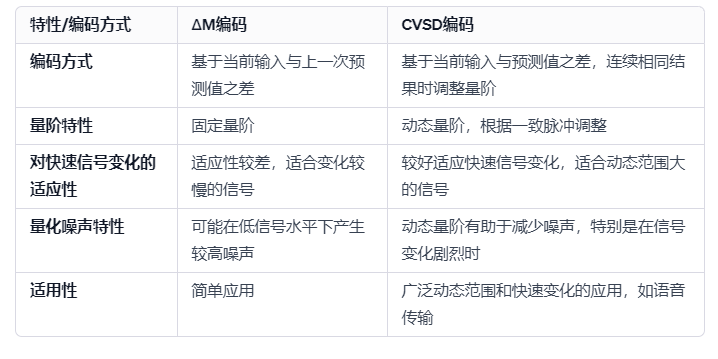 特性/编码方式 ΔM编码 CVSD编码
编码方式 基于当前输入与上一次预测值之差 基于当前输入与预测值之差，连续相同结果时调整量阶
量阶特性 固定量阶 动态量阶，根据一致脉冲调整
对快速信号变化的适应性 适应性较差，适合变化较慢的信号 较好适应快速信号变化，适合动态范围大的信号
量化噪声特性 可能在低信号水平下产生较高噪声 动态量阶有助于减少噪声，特别是在信号变化剧烈时
适用性 简单应用 广泛动态范围和快速变化的应用，如语音传输